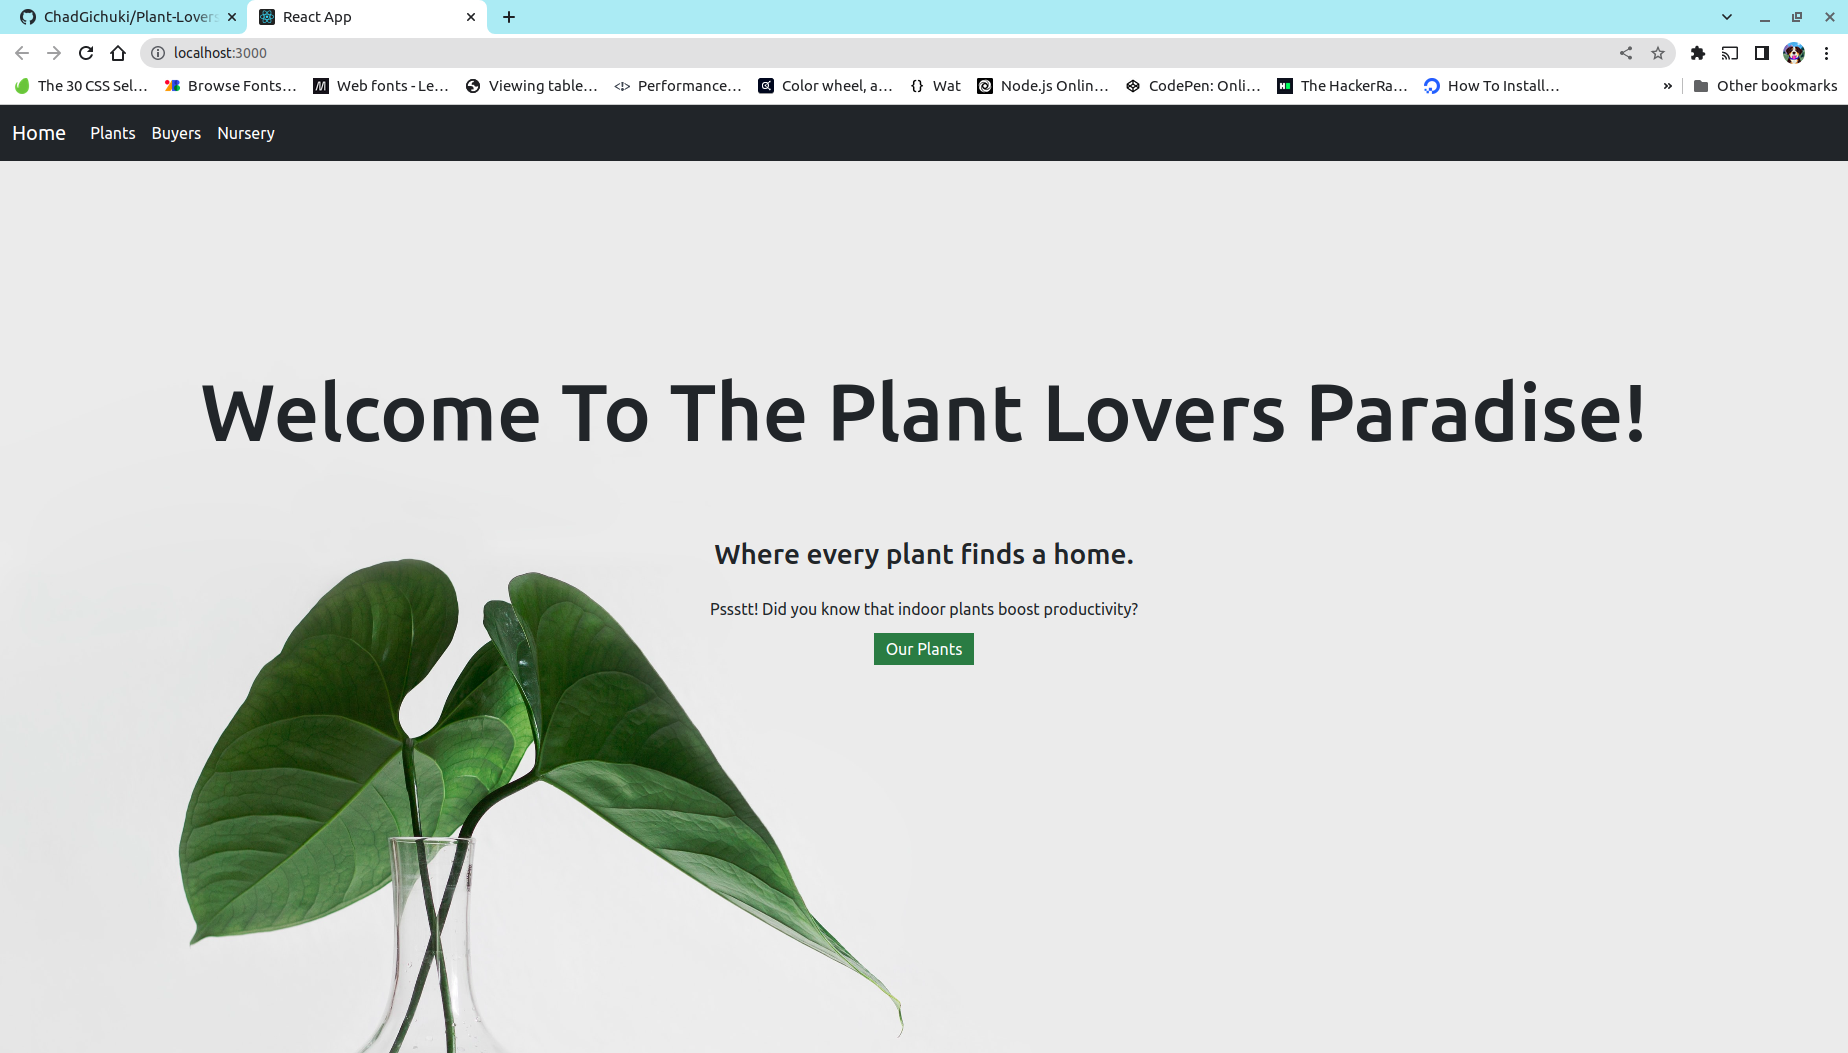 ChadGichuki/Plant-Lovers
React App
localhost:3000
The 30 CSS Sel…
Browse Fonts…
Web fonts - Le…
Viewing table…
Performance…
Color wheel, a…
Wat
Node.js Onlin…
CodePen: Onli…
The HackerRa…
How To Install…
Other bookmarks
Home Plants Buyers Nursery
Welcome To The Plant Lovers Paradise!
Where every plant finds a home.
Pssstt! Did you know that indoor plants boost productivity?
Our Plants